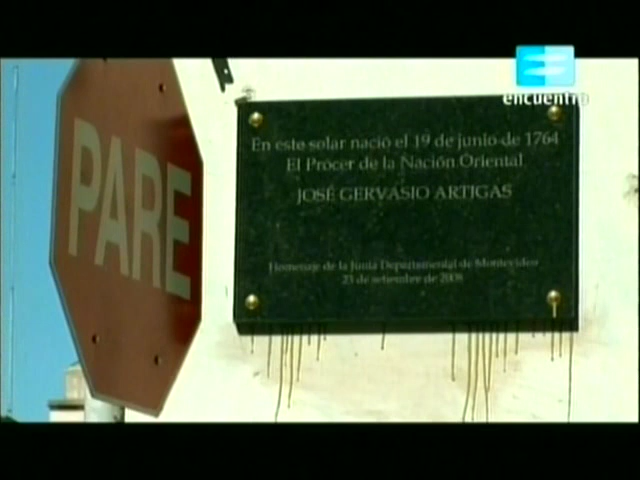 encuentro
PARE
En este solar nació el 19 de junio de 1764
El Prócer de la Nación Oriental
JOSÉ GERVASIO ARTIGAS
Homenaje de la Junta Departamental de Montevideo
23 de setiembre de 2008